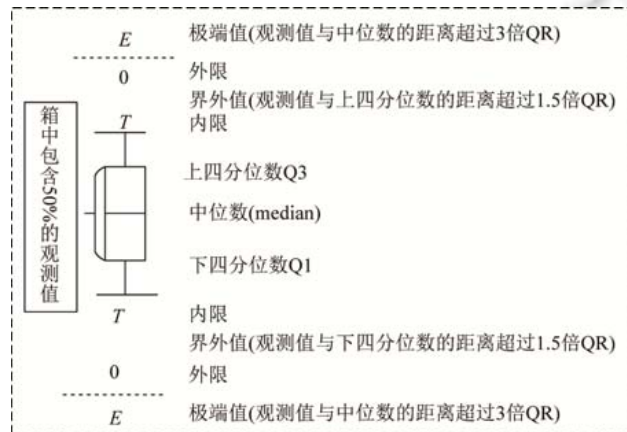 E 极端值(观测值与中位数的距离超过3倍QR)
0 外限
界外值(观测值与上四分位数的距离超过1.5倍QR)
T 内限
箱中包含50%的观测值
上四分位数Q3
中位数(median)
下四分位数Q1
T 内限
界外值(观测值与下四分位数的距离超过1.5倍QR)
0 外限
E 极端值(观测值与中位数的距离超过3倍QR)